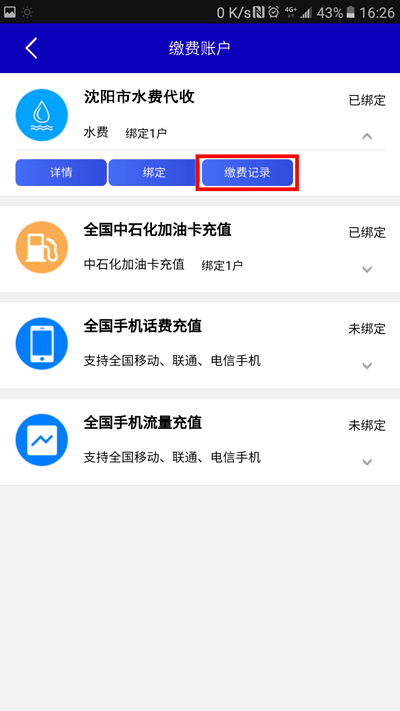 0 K/s 4G+ 43% 16:26
缴费账户
沈阳市水费代收
已绑定
水费 绑定1户
详情 绑定 缴费记录
全国中石化加油卡充值
已绑定
中石化加油卡充值 绑定1户
全国手机话费充值
未绑定
支持全国移动、联通、电信手机
全国手机流量充值
未绑定
支持全国移动、联通、电信手机